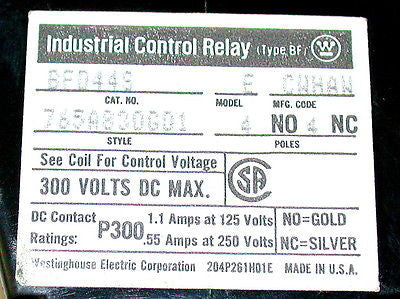 Industrial Control Relay (Type BF) W
BFD44S E CWHAW
CAT. NO. MODEL MFG. CODE
765A830G01 4 NO 4 NC
STYLE POLES
See Coil For Control Voltage
300 VOLTS DC MAX.
CSA
DC Contact Ratings: P300 1.1 Amps at 125 Volts
.55 Amps at 250 Volts
NO=GOLD
NC=SILVER
Westinghouse Electric Corporation 204P261H01E MADE IN U.S.A.